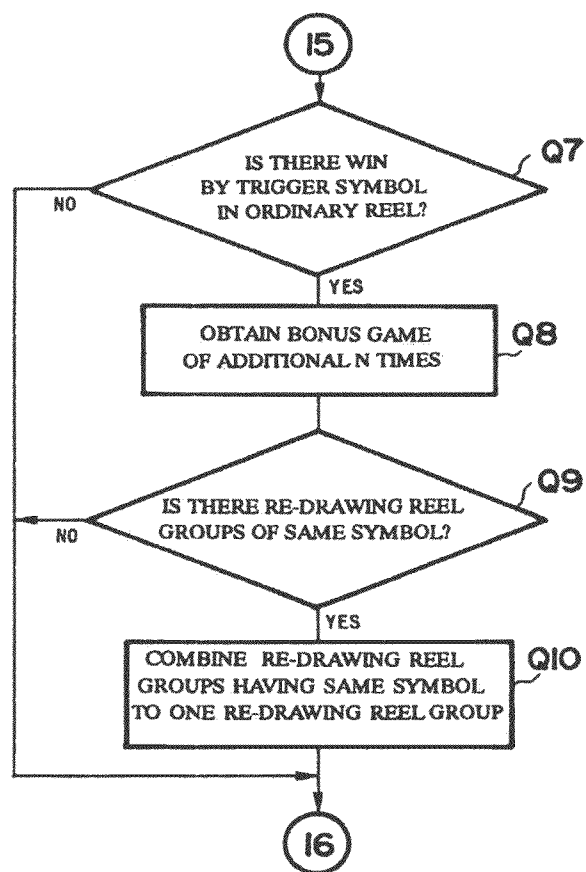 15
IS THERE WIN
BY TRIGGER SYMBOL
IN ORDINARY REEL?
Q7
NO
YES
OBTAIN BONUS GAME
OF ADDITIONAL N TIMES
Q8
IS THERE RE-DRAWING REEL
GROUPS OF SAME SYMBOL?
Q9
NO
YES
COMBINE RE-DRAWING REEL
GROUPS HAVING SAME SYMBOL
TO ONE RE-DRAWING REEL GROUP
Q10
16